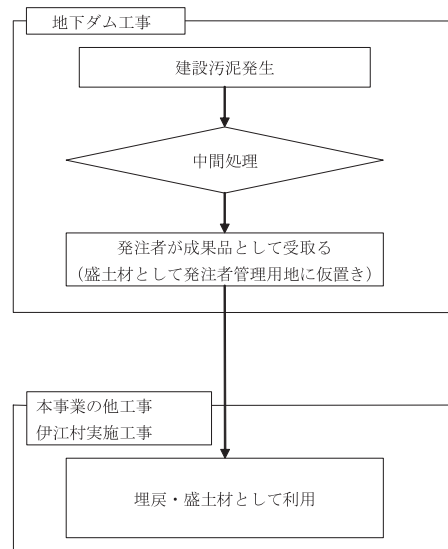 地下ダム工事
建設汚泥発生
中間処理
発注者が成果品として受取る
（盛土材として発注者管理用地に仮置き）
本事業の他工事
伊江村実施工事
埋戻・盛土材として利用